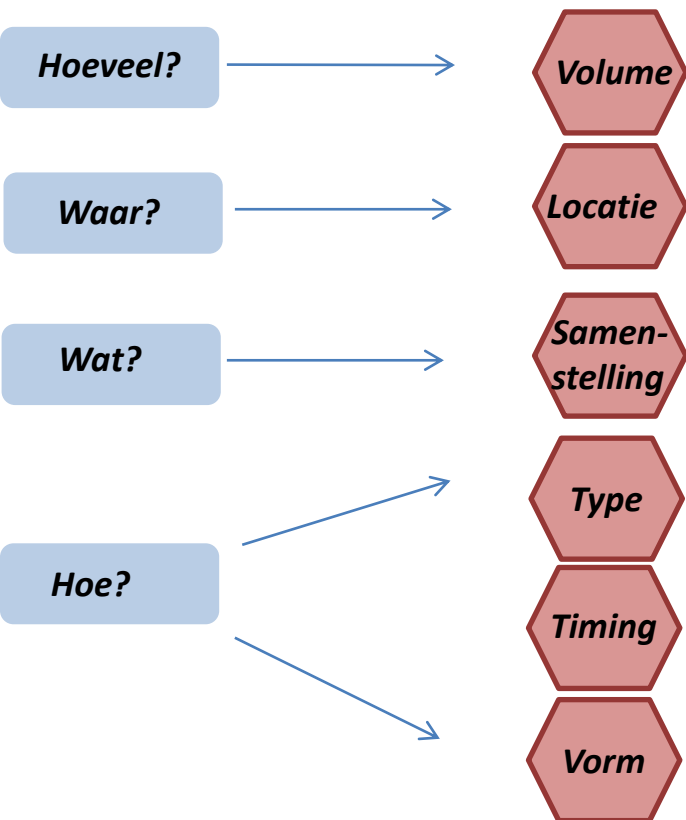 Hoeveel?
Volume
Waar?
Locatie
Wat?
Samen-
stelling
Type
Hoe?
Timing
Vorm